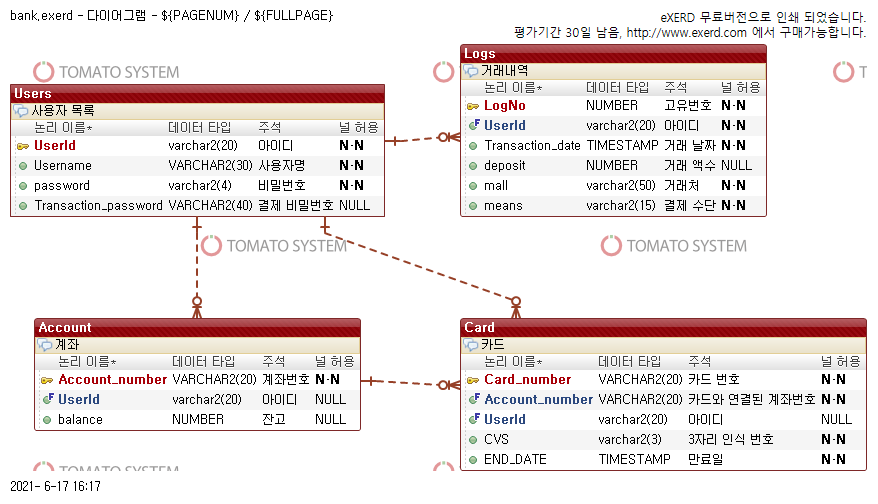 bank,exerd - 다이어그램 - ${PAGENUM} / ${FULLPAGE}
eXERD 무료버전으로 인쇄 되었습니다.
평가기간 30일 남음, http://www.exerd.com 에서 구매가능합니다.
TOMATO SYSTEM
T
Users
사용자 목록
논리 이름* 데이터 타입 주석 널 허용
UserId varchar2(20) 아이디 N-N
Username VARCHAR2(30) 사용자명 N-N
password varchar2(4) 비밀번호 N-N
Transaction_password VARCHAR2(40) 결제 비밀번호 NULL
Logs
거래내역
논리 이름* 데이터 타입 주석 널 허용
LogNo NUMBER 고유번호 N-N
UserId varchar2(20) 아이디 N-N
Transaction_date TIMESTAMP 거래 날짜 N-N
deposit NUMBER 거래 액수 NULL
mall varchar2(50) 거래처 N-N
means varchar2(15) 결제 수단 N-N
TOMATO SYSTEM
TOMATO SYSTEM
Account
계좌
논리 이름* 데이터 타입 주석 널 허용
Account_number VARCHAR2(20) 계좌번호 N-N
UserId varchar2(20) 아이디 NULL
balance NUMBER 잔고 NULL
Card
카드
논리 이름* 데이터 타입 주석 널 허용
Card_number VARCHAR2(20) 카드 번호 N-N
Account_number VARCHAR2(20) 카드와 연결된 계좌번호 N-N
UserId varchar2(20) 아이디 NULL
CVS varchar2(3) 3자리 인식 번호 N-N
END_DATE TIMESTAMP 만료일 N-N
TOMATO SYSTEM
2021- 6-17 16:17